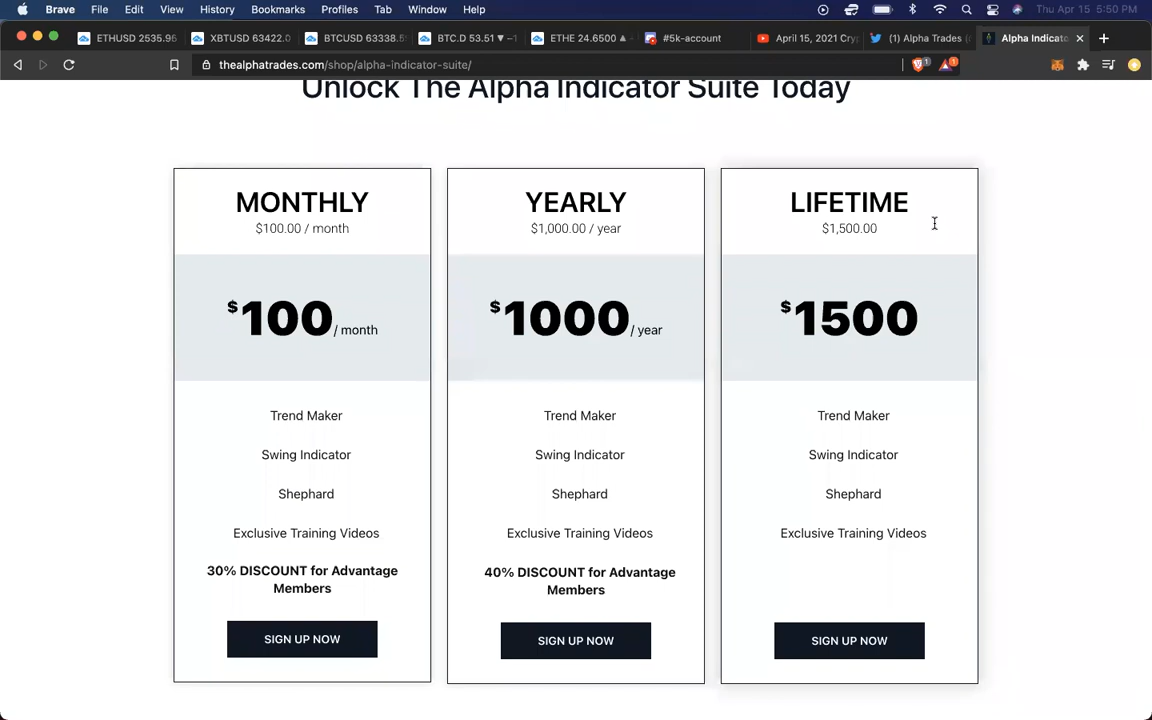 Brave File Edit View History Bookmarks Profiles Tab Window Help Thu Apr 15 5:50 PM
ETHUSD 2535.96 XBTUSD 63422.0 BTCUSD 63338.5 BTC.D 53.51 ▼ −1 ETHE 24.6500 ▲ #5k-account April 15, 2021 Cryp (1) Alpha Trades ( Alpha Indicato
thealphatrades.com/shop/alpha-indicator-suite/ 1 1
Unlock The Alpha Indicator Suite Today
MONTHLY
$100.00 / month
$100 / month
Trend Maker
Swing Indicator
Shephard
Exclusive Training Videos
30% DISCOUNT for Advantage
Members
SIGN UP NOW
YEARLY
$1,000.00 / year
$1000 / year
Trend Maker
Swing Indicator
Shephard
Exclusive Training Videos
40% DISCOUNT for Advantage
Members
SIGN UP NOW
LIFETIME
$1,500.00
$1500
Trend Maker
Swing Indicator
Shephard
Exclusive Training Videos
SIGN UP NOW